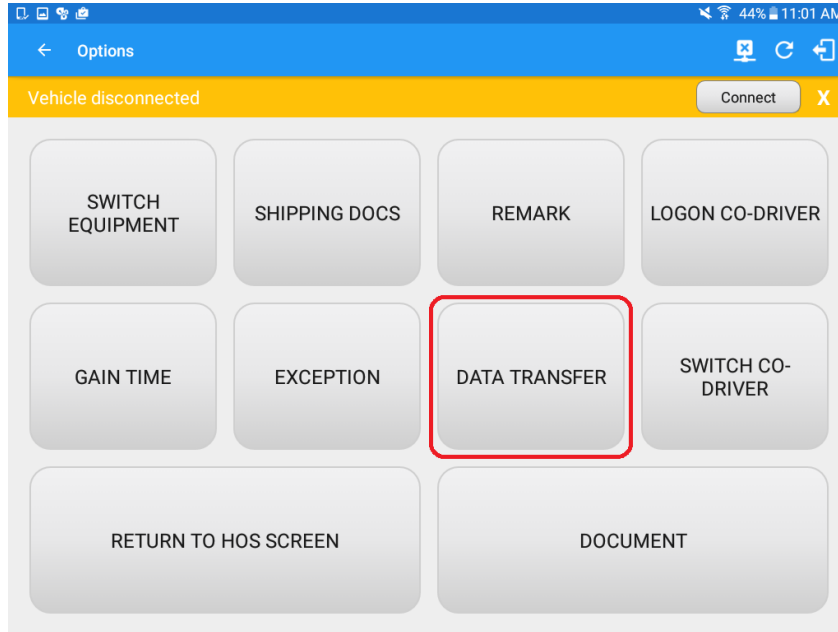 44% 11:01 AM
Options
Vehicle disconnected
Connect
X
SWITCH
EQUIPMENT
SHIPPING DOCS
REMARK
LOGON CO-DRIVER
GAIN TIME
EXCEPTION
DATA TRANSFER
SWITCH CO-
DRIVER
RETURN TO HOS SCREEN
DOCUMENT